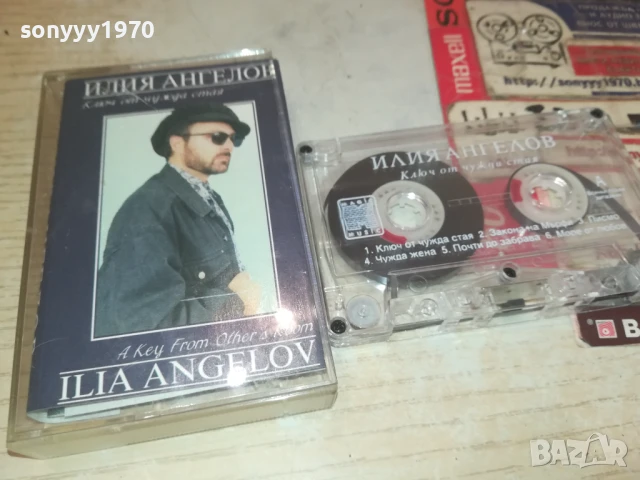 sonyyy1970
ИЛИЯ АНГЕЛОВ
Ключ от чужда стая
A Key From Other's Room
ILIA ANGELOV
ИЛИЯ АНГЕЛОВ
Ключ от чужда стая
MUSIC
1. Ключ от чужда стая 2. Закон на
4. Чужда жена 5. Почти до забрава 6.
maxell
http://sonyyy1970.
B
BAZAR